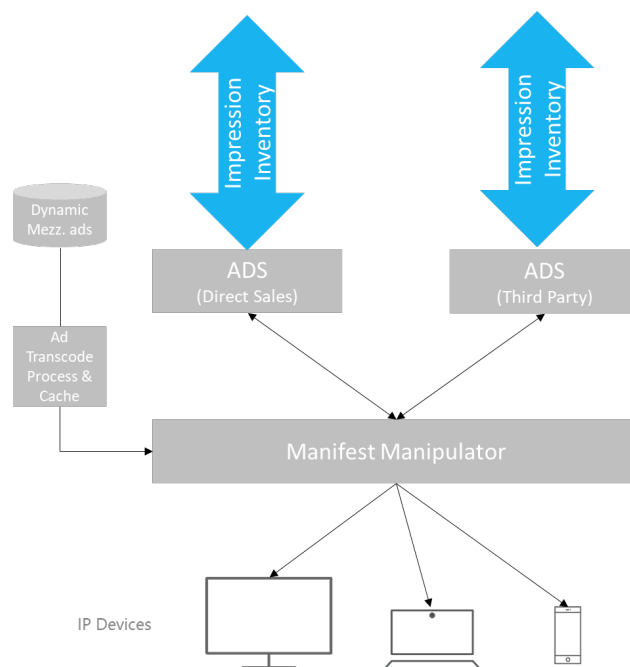 Impression
Inventory
Impression
Inventory
Dynamic
Mezz. ads
ADS
(Direct Sales)
ADS
(Third Party)
Ad
Transcode
Process &
Cache
Manifest Manipulator
IP Devices